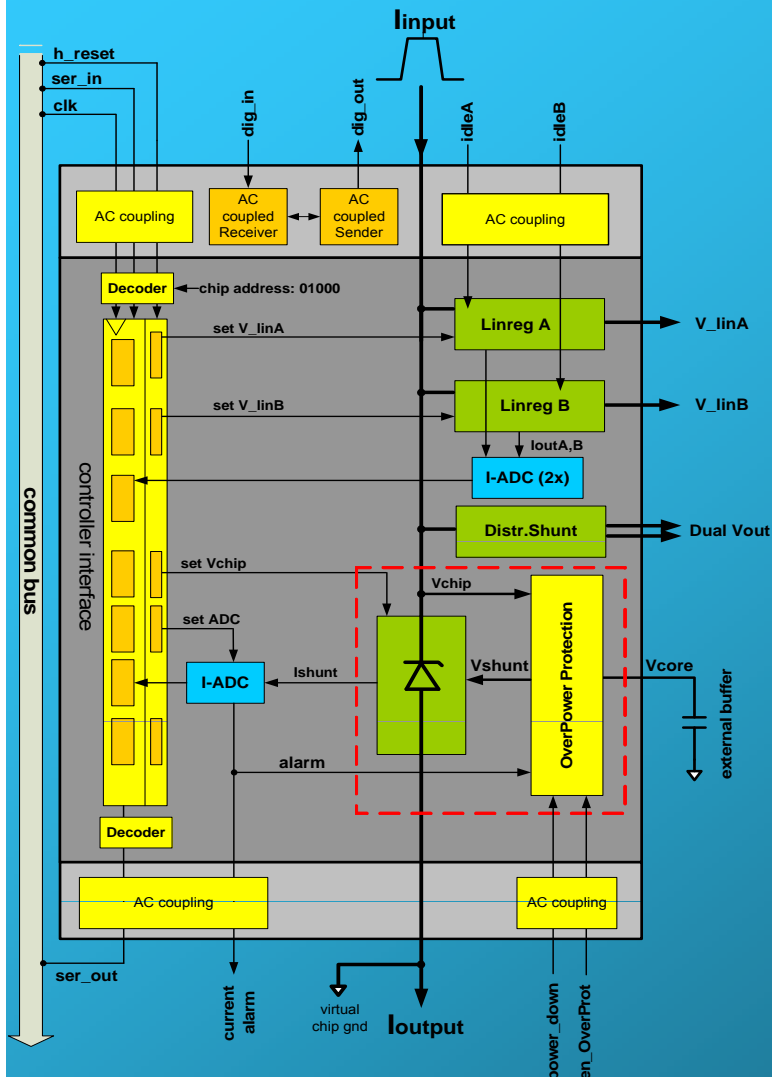 Iinput
h_reset
ser_in
clk
dig_in
dig_out
idleA
idleB
AC coupling
AC
coupled
Receiver
AC
coupled
Sender
AC coupling
Decoder
chip address: 01000
set V_linA
Linreg A
V_linA
set V_linB
Linreg B
V_linB
IoutA,B
I-ADC (2x)
controller interface
common bus
Distr.Shunt
Dual Vout
set Vchip
Vchip
set ADC
Ishunt
I-ADC
Vshunt
OverPower Protection
Vcore
external buffer
alarm
Decoder
AC coupling
AC coupling
ser_out
current
alarm
virtual
chip gnd
Ioutput
power_down
en_OverProt